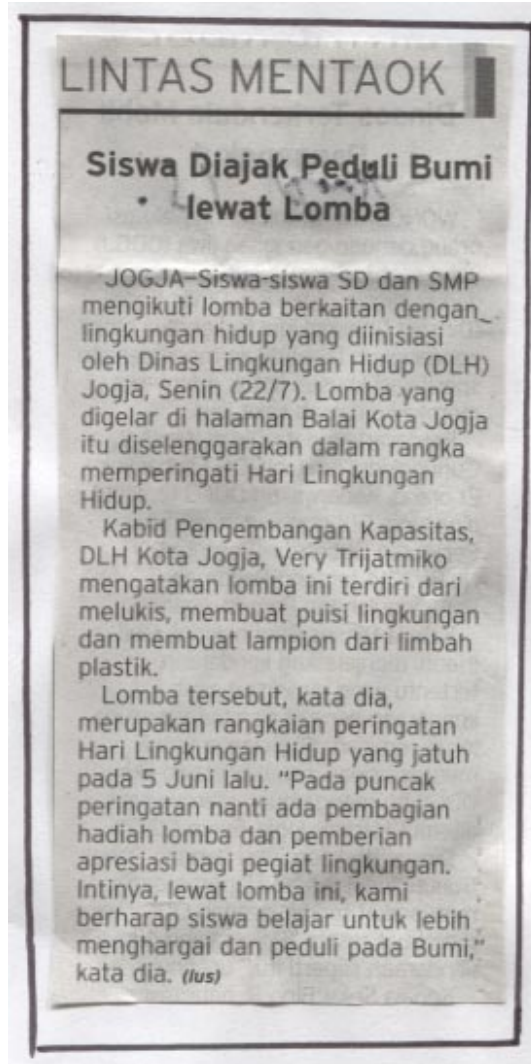 LINTAS MENTAOK
Siswa Diajak Peduli Bumi
lewat Lomba
JOGJA–Siswa-siswa SD dan SMP
mengikuti lomba berkaitan dengan
lingkungan hidup yang diinisiasi
oleh Dinas Lingkungan Hidup (DLH)
Jogja, Senin (22/7). Lomba yang
digelar di halaman Balai Kota Jogja
itu diselenggarakan dalam rangka
memperingati Hari Lingkungan
Hidup.
Kabid Pengembangan Kapasitas,
DLH Kota Jogja, Very Trijatmiko
mengatakan lomba ini terdiri dari
melukis, membuat puisi lingkungan
dan membuat lampion dari limbah
plastik.
Lomba tersebut, kata dia,
merupakan rangkaian peringatan
Hari Lingkungan Hidup yang jatuh
pada 5 Juni lalu. "Pada puncak
peringatan nanti ada pembagian
hadiah lomba dan pemberian
apresiasi bagi pegiat lingkungan.
Intinya, lewat lomba ini, kami
berharap siswa belajar untuk lebih
menghargai dan peduli pada Bumi,"
kata dia. (lus)